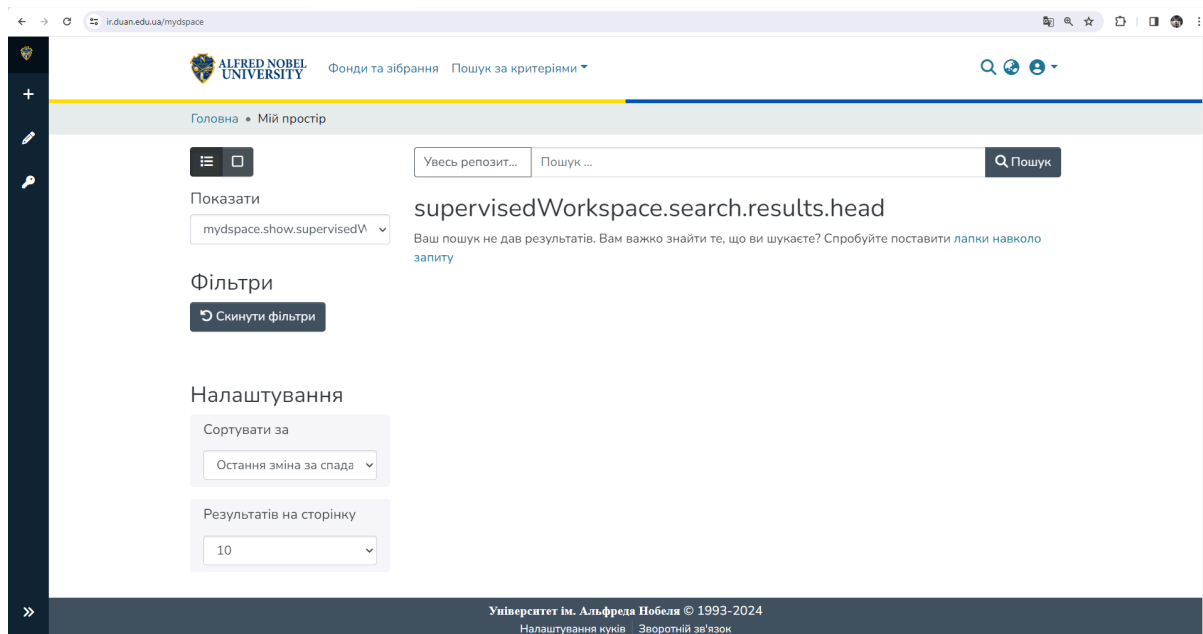 ir.duan.edu.ua/mydspace
ALFRED NOBEL
UNIVERSITY
Фонди та зібрання Пошук за критеріями
Головна • Мій простір
Увесь репозит... Пошук ... Пошук
Показати
mydspace.show.supervisedW
supervisedWorkspace.search.results.head
Ваш пошук не дав результатів. Вам важко знайти те, що ви шукаєте? Спробуйте поставити лапки навколо
запиту
Фільтри
Скинути фільтри
Налаштування
Сортувати за
Остання зміна за спада
Результатів на сторінку
10
Університет ім. Альфреда Нобеля © 1993-2024
Налаштування куків Зворотній зв'язок